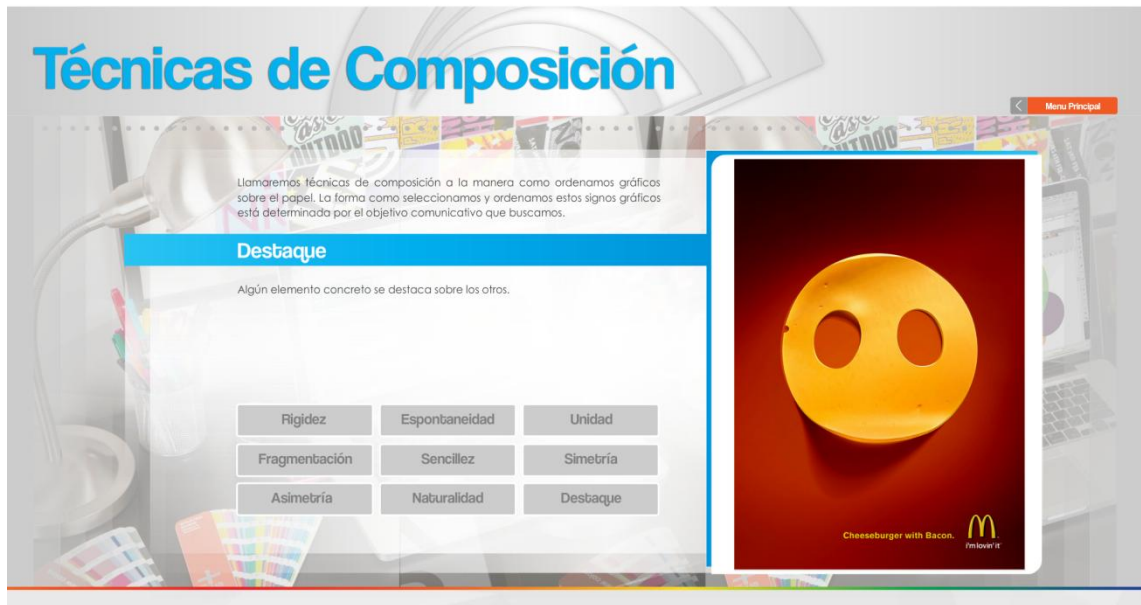 Técnicas de Composición
Menu Principal
Llamaremos técnicas de composición a la manera como ordenamos gráficos
sobre el papel. La forma como seleccionamos y ordenamos estos signos gráficos
está determinada por el objetivo comunicativo que buscamos.
Destaque
Algún elemento concreto se destaca sobre los otros.
Rigidez Espontaneidad Unidad
Fragmentación Sencillez Simetría
Asimetría Naturalidad Destaque
Cheeseburger with Bacon.
i'm lovin' it